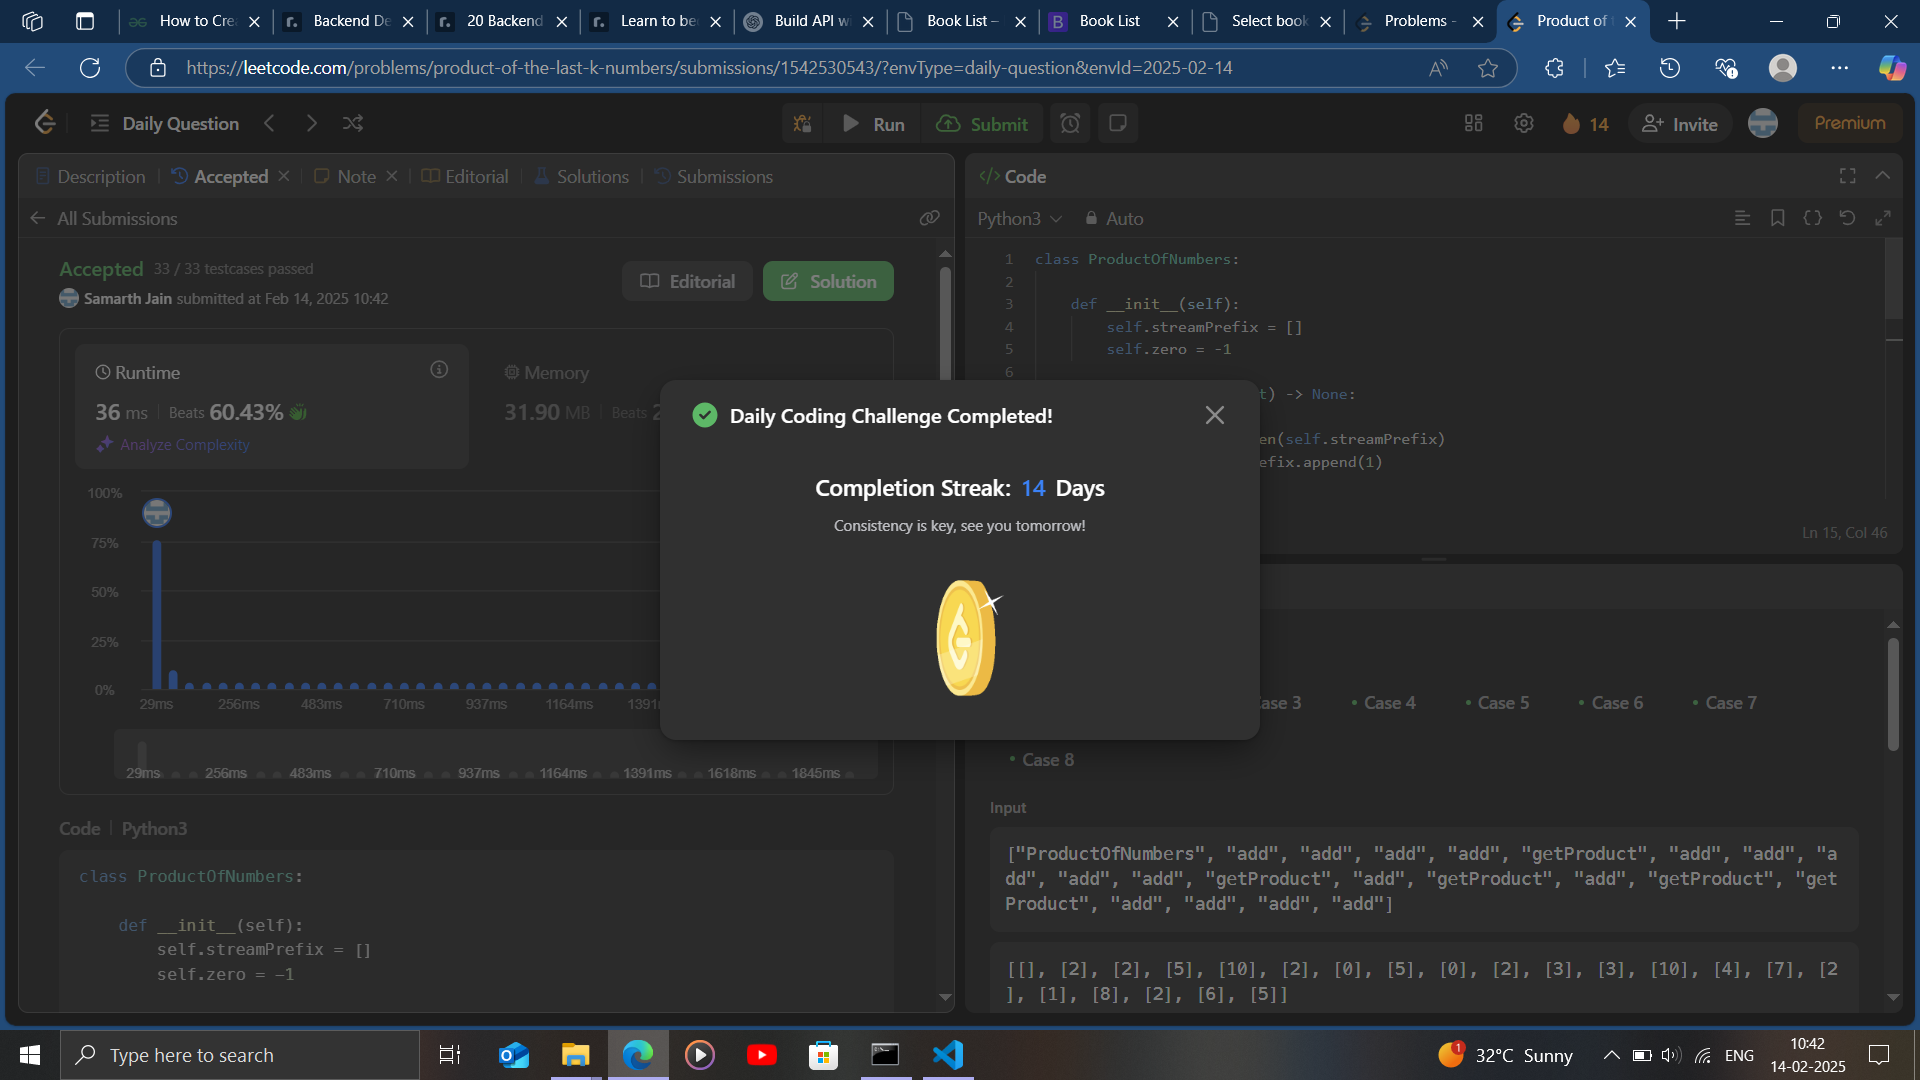 How to Cre
Backend De
20 Backend
Learn to be
Build API w
Book List –
Book List
Select book
Problems -
Product of
https://leetcode.com/problems/product-of-the-last-k-numbers/submissions/1542530543/?envType=daily-question&envId=2025-02-14
Daily Question
Run
Submit
14
Invite
Premium
Description
Accepted
Note
Editorial
Solutions
Submissions
</> Code
All Submissions
Python3
Auto
Accepted 33 / 33 testcases passed
Samarth Jain submitted at Feb 14, 2025 10:42
Editorial
Solution
Runtime
36 ms | Beats 60.43%
Analyze Complexity
Memory
31.90 MB | Beats 2
100%
75%
50%
25%
0%
29ms 256ms 483ms 710ms 937ms 1164ms 1391
29ms 256ms 483ms 710ms 937ms 1164ms 1391ms 1618ms 1845ms
Code | Python3
class ProductOfNumbers:
def __init__(self):
self.streamPrefix = []
self.zero = -1
1 class ProductOfNumbers:
2
3 def __init__(self):
4 self.streamPrefix = []
5 self.zero = -1
6
t) -> None:
en(self.streamPrefix)
efix.append(1)
Ln 15, Col 46
Daily Coding Challenge Completed!
Completion Streak: 14 Days
Consistency is key, see you tomorrow!
ase 3
Case 4
Case 5
Case 6
Case 7
Case 8
Input
["ProductOfNumbers", "add", "add", "add", "add", "getProduct", "add", "add", "a
dd", "add", "add", "getProduct", "add", "getProduct", "add", "getProduct", "get
Product", "add", "add", "add", "add"]
[[], [2], [2], [5], [10], [2], [0], [5], [0], [2], [3], [3], [10], [4], [7], [2
], [1], [8], [2], [6], [5]]
Type here to search
1
32°C Sunny
ENG
10:42
14-02-2025